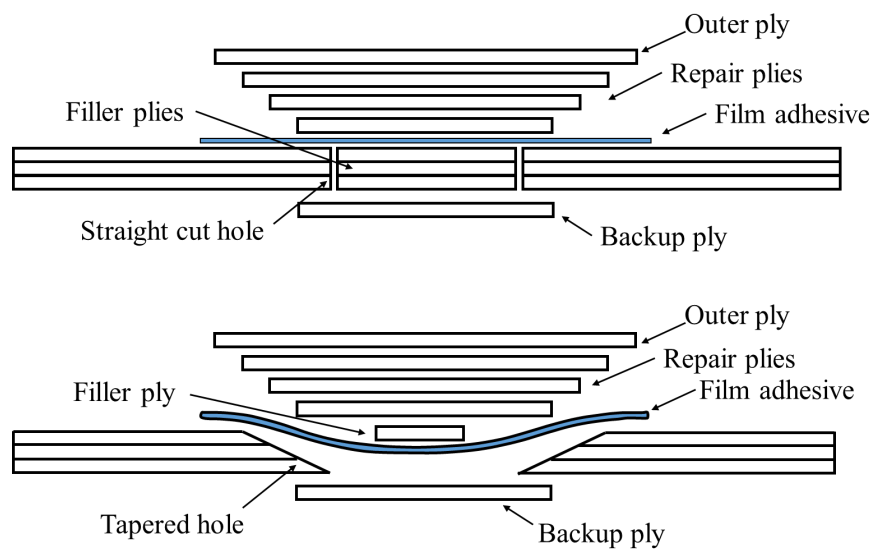 Outer ply
Repair plies
Filler plies
Film adhesive
Straight cut hole
Backup ply
Outer ply
Repair plies
Filler ply
Film adhesive
Tapered hole
Backup ply